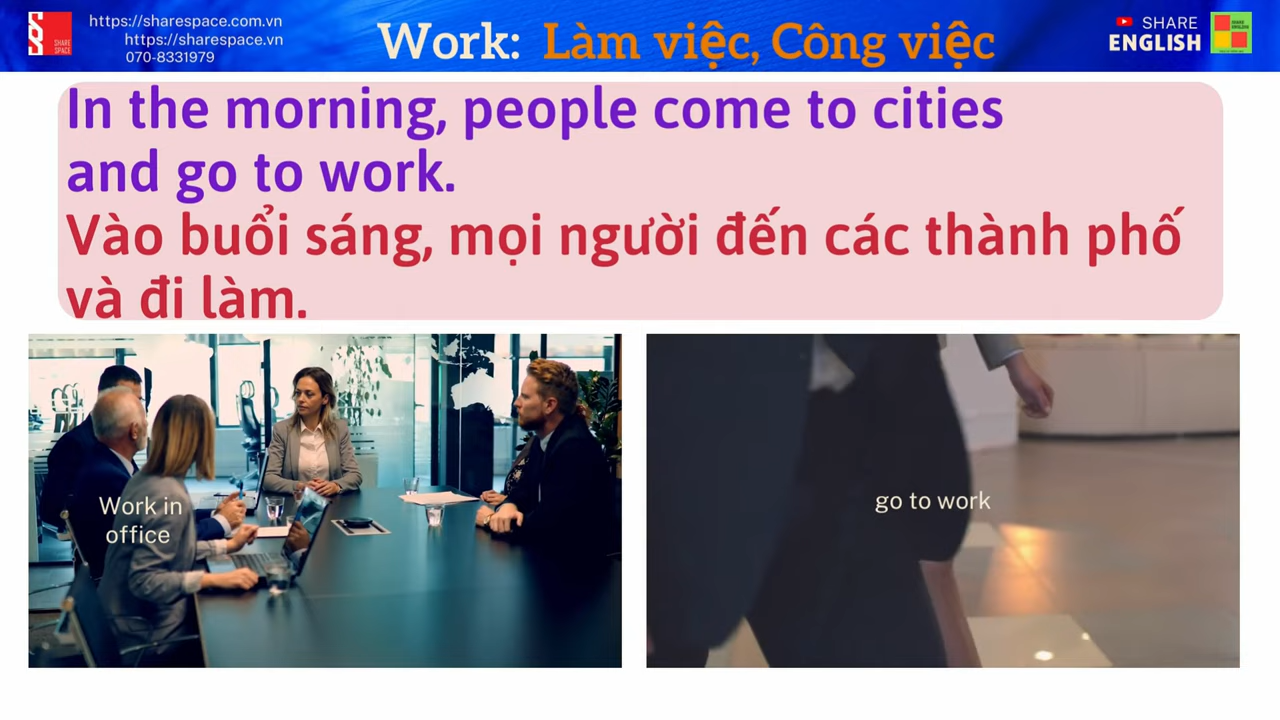 SHARE
SPACE
https://sharespace.com.vn
https://sharespace.vn
070-8331979
Work: Làm việc, Công việc
SHARE
ENGLISH
In the morning, people come to cities
and go to work.
Vào buổi sáng, mọi người đến các thành phố
và đi làm.
Work in
office
go to work